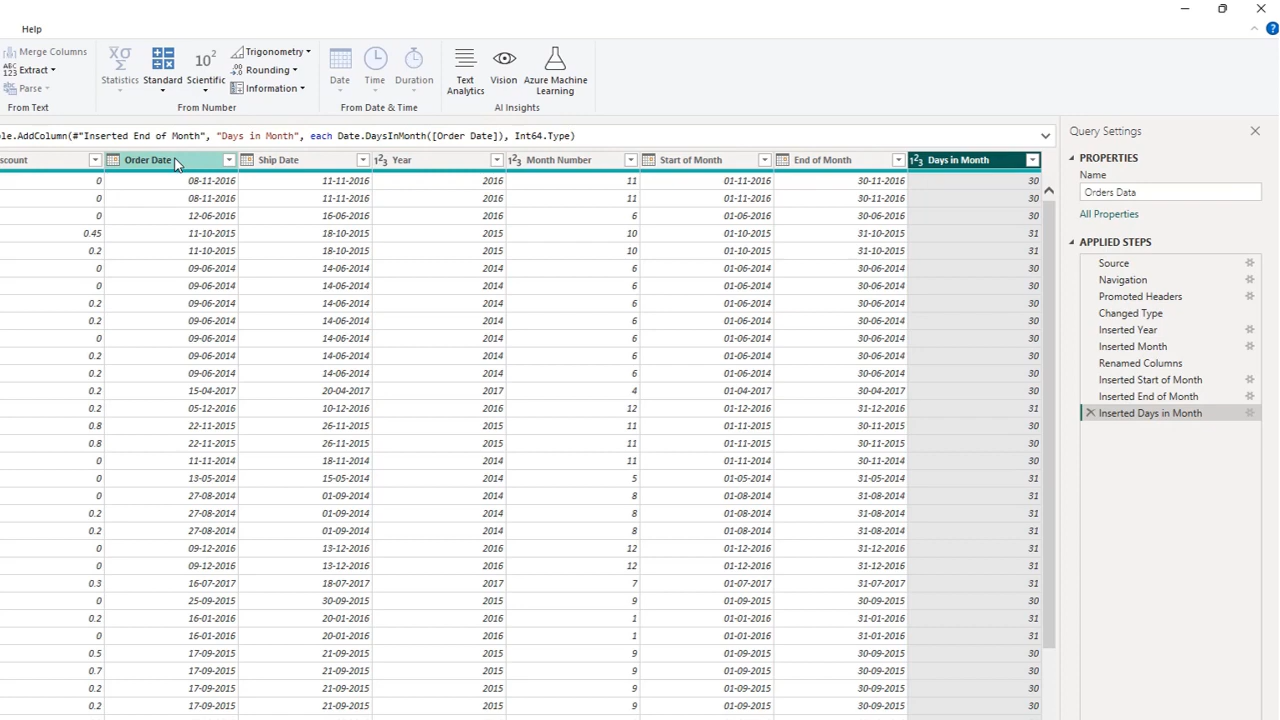 Help
Merge Columns
Extract
Parse
From Text
Statistics
Standard
Scientific
Trigonometry
Rounding
Information
From Number
Date
Time
Duration
From Date & Time
Text Analytics
Vision
Azure Machine Learning
AI Insights
le.AddColumn(#"Inserted End of Month", "Days in Month", each Date.DaysInMonth([Order Date]), Int64.Type)
scount Order Date Ship Date Year Month Number Start of Month End of Month Days in Month
0 08-11-2016 11-11-2016 2016 11 01-11-2016 30-11-2016 30
0 08-11-2016 11-11-2016 2016 11 01-11-2016 30-11-2016 30
0 12-06-2016 16-06-2016 2016 6 01-06-2016 30-06-2016 30
0.45 11-10-2015 18-10-2015 2015 10 01-10-2015 31-10-2015 31
0.2 11-10-2015 18-10-2015 2015 10 01-10-2015 31-10-2015 31
0 09-06-2014 14-06-2014 2014 6 01-06-2014 30-06-2014 30
0 09-06-2014 14-06-2014 2014 6 01-06-2014 30-06-2014 30
0.2 09-06-2014 14-06-2014 2014 6 01-06-2014 30-06-2014 30
0.2 09-06-2014 14-06-2014 2014 6 01-06-2014 30-06-2014 30
0 09-06-2014 14-06-2014 2014 6 01-06-2014 30-06-2014 30
0.2 09-06-2014 14-06-2014 2014 6 01-06-2014 30-06-2014 30
0.2 09-06-2014 14-06-2014 2014 6 01-06-2014 30-06-2014 30
0.2 15-04-2017 20-04-2017 2017 4 01-04-2017 30-04-2017 30
0.2 05-12-2016 10-12-2016 2016 12 01-12-2016 31-12-2016 31
0.8 22-11-2015 26-11-2015 2015 11 01-11-2015 30-11-2015 30
0.8 22-11-2015 26-11-2015 2015 11 01-11-2015 30-11-2015 30
0 11-11-2014 18-11-2014 2014 11 01-11-2014 30-11-2014 30
0 13-05-2014 15-05-2014 2014 5 01-05-2014 31-05-2014 31
0 27-08-2014 01-09-2014 2014 8 01-08-2014 31-08-2014 31
0.2 27-08-2014 01-09-2014 2014 8 01-08-2014 31-08-2014 31
0.2 27-08-2014 01-09-2014 2014 8 01-08-2014 31-08-2014 31
0 09-12-2016 13-12-2016 2016 12 01-12-2016 31-12-2016 31
0 09-12-2016 13-12-2016 2016 12 01-12-2016 31-12-2016 31
0.3 16-07-2017 18-07-2017 2017 7 01-07-2017 31-07-2017 31
0 25-09-2015 30-09-2015 2015 9 01-09-2015 30-09-2015 30
0.2 16-01-2016 20-01-2016 2016 1 01-01-2016 31-01-2016 31
0 16-01-2016 20-01-2016 2016 1 01-01-2016 31-01-2016 31
0.5 17-09-2015 21-09-2015 2015 9 01-09-2015 30-09-2015 30
0.7 17-09-2015 21-09-2015 2015 9 01-09-2015 30-09-2015 30
0.2 17-09-2015 21-09-2015 2015 9 01-09-2015 30-09-2015 30
0.2 17-09-2015 21-09-2015 2015 9 01-09-2015 30-09-2015 30
Query Settings
PROPERTIES
Name
Orders Data
All Properties
APPLIED STEPS
Source
Navigation
Promoted Headers
Changed Type
Inserted Year
Inserted Month
Renamed Columns
Inserted Start of Month
Inserted End of Month
Inserted Days in Month